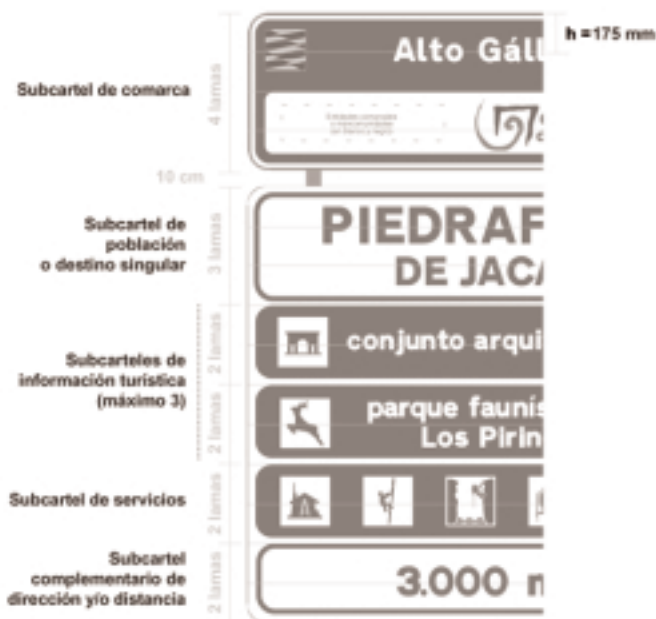 h =175 mm
Alto Gáll
Subcartel de comarca
4 lamas
10 cm
Subcartel de
población
o destino singular
3 lamas
PIEDRAF
DE JACA
Subcarteles de
información turística
(máximo 3)
2 lamas
conjunto arqui
2 lamas
parque faunís
Los Pirin
Subcartel de servicios
2 lamas
Subcartel
complementario de
dirección y/o distancia
2 lamas
3.000